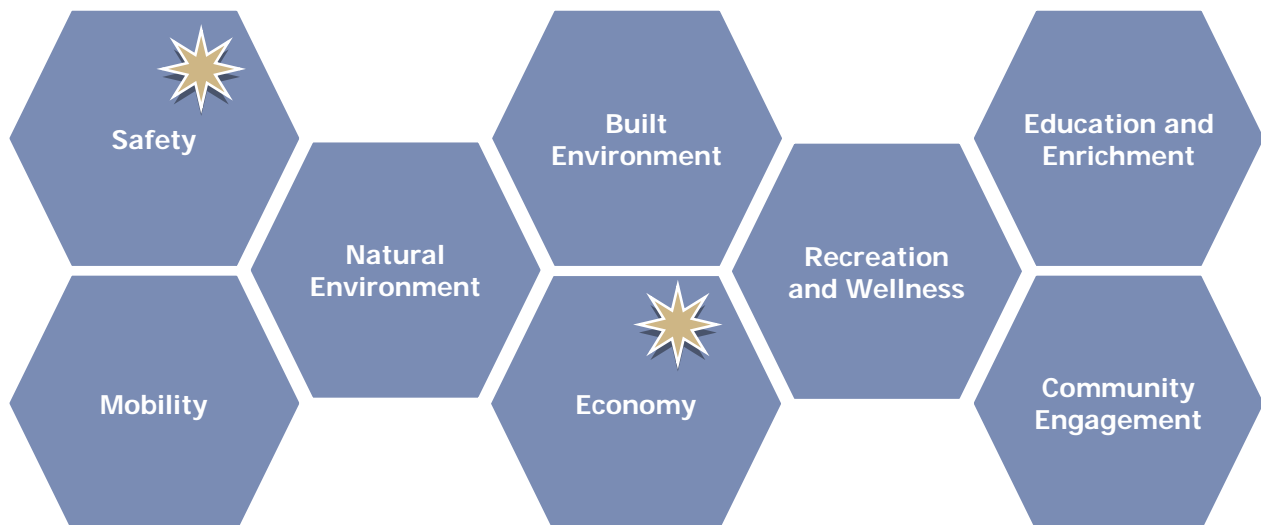 Safety
Built
Environment
Education and
Enrichment
Natural
Environment
Recreation
and Wellness
Mobility
Economy
Community
Engagement